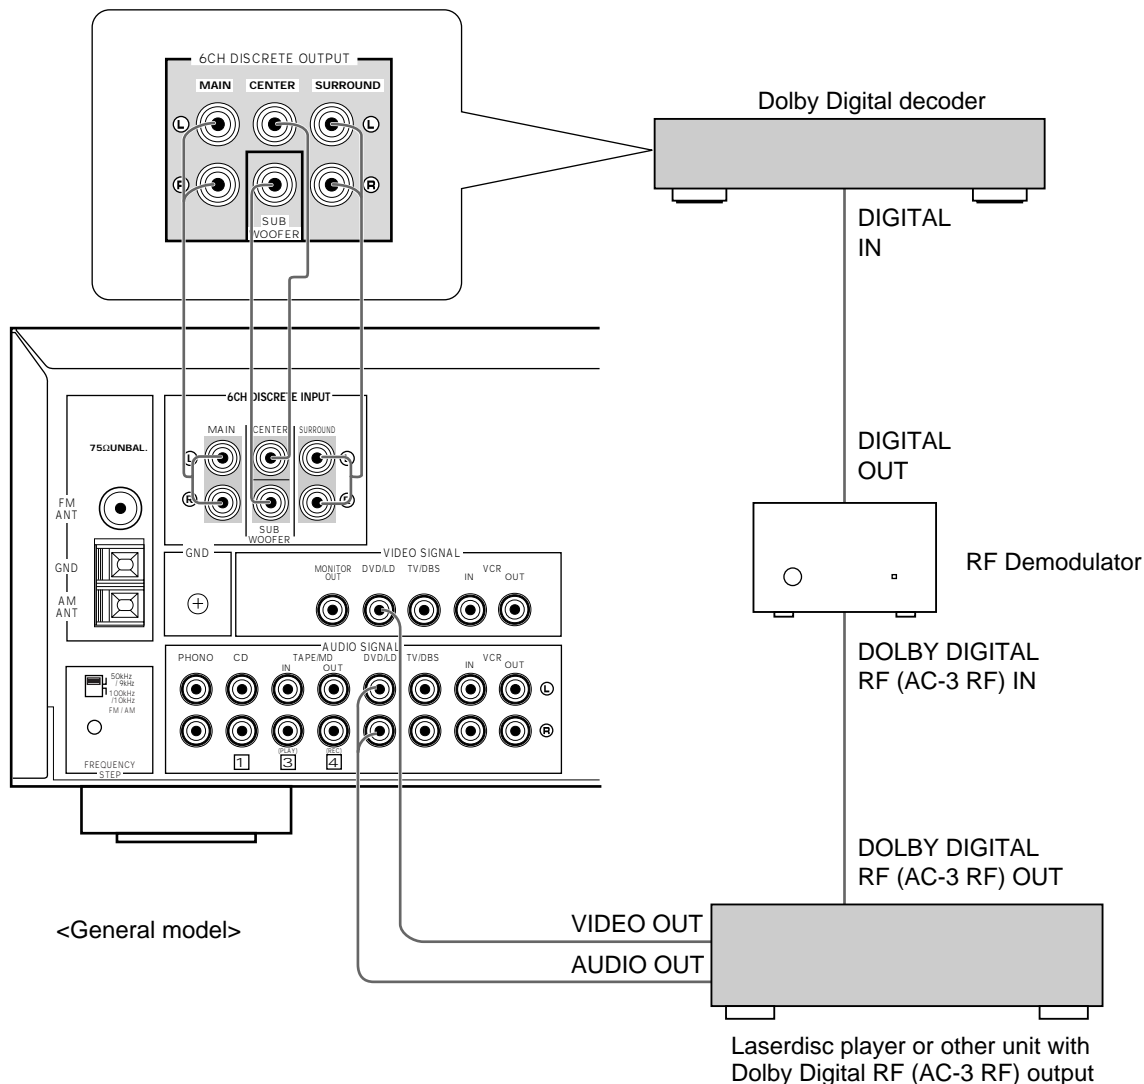 6CH DISCRETE OUTPUT
MAIN CENTER SURROUND
L L
R R
SUB
WOOFER
Dolby Digital decoder
DIGITAL
IN
DIGITAL
OUT
RF Demodulator
DOLBY DIGITAL
RF (AC-3 RF) IN
DOLBY DIGITAL
RF (AC-3 RF) OUT
6CH DISCRETE INPUT
MAIN CENTER SURROUND
L L
R R
SUB
WOOFER
75ΩUNBAL.
FM
ANT
GND
AM
ANT
GND
VIDEO SIGNAL
MONITOR
OUT
DVD/LD
TV/DBS
VCR
IN OUT
AUDIO SIGNAL
PHONO CD TAPE/MD DVD/LD TV/DBS VCR
IN OUT IN OUT
L
R
(PLAY) (REC)
1 3 4
50kHz
/ 9kHz
100kHz
/10kHz
FM / AM
FREQUENCY
STEP
<General model>
VIDEO OUT
AUDIO OUT
Laserdisc player or other unit with
Dolby Digital RF (AC-3 RF) output